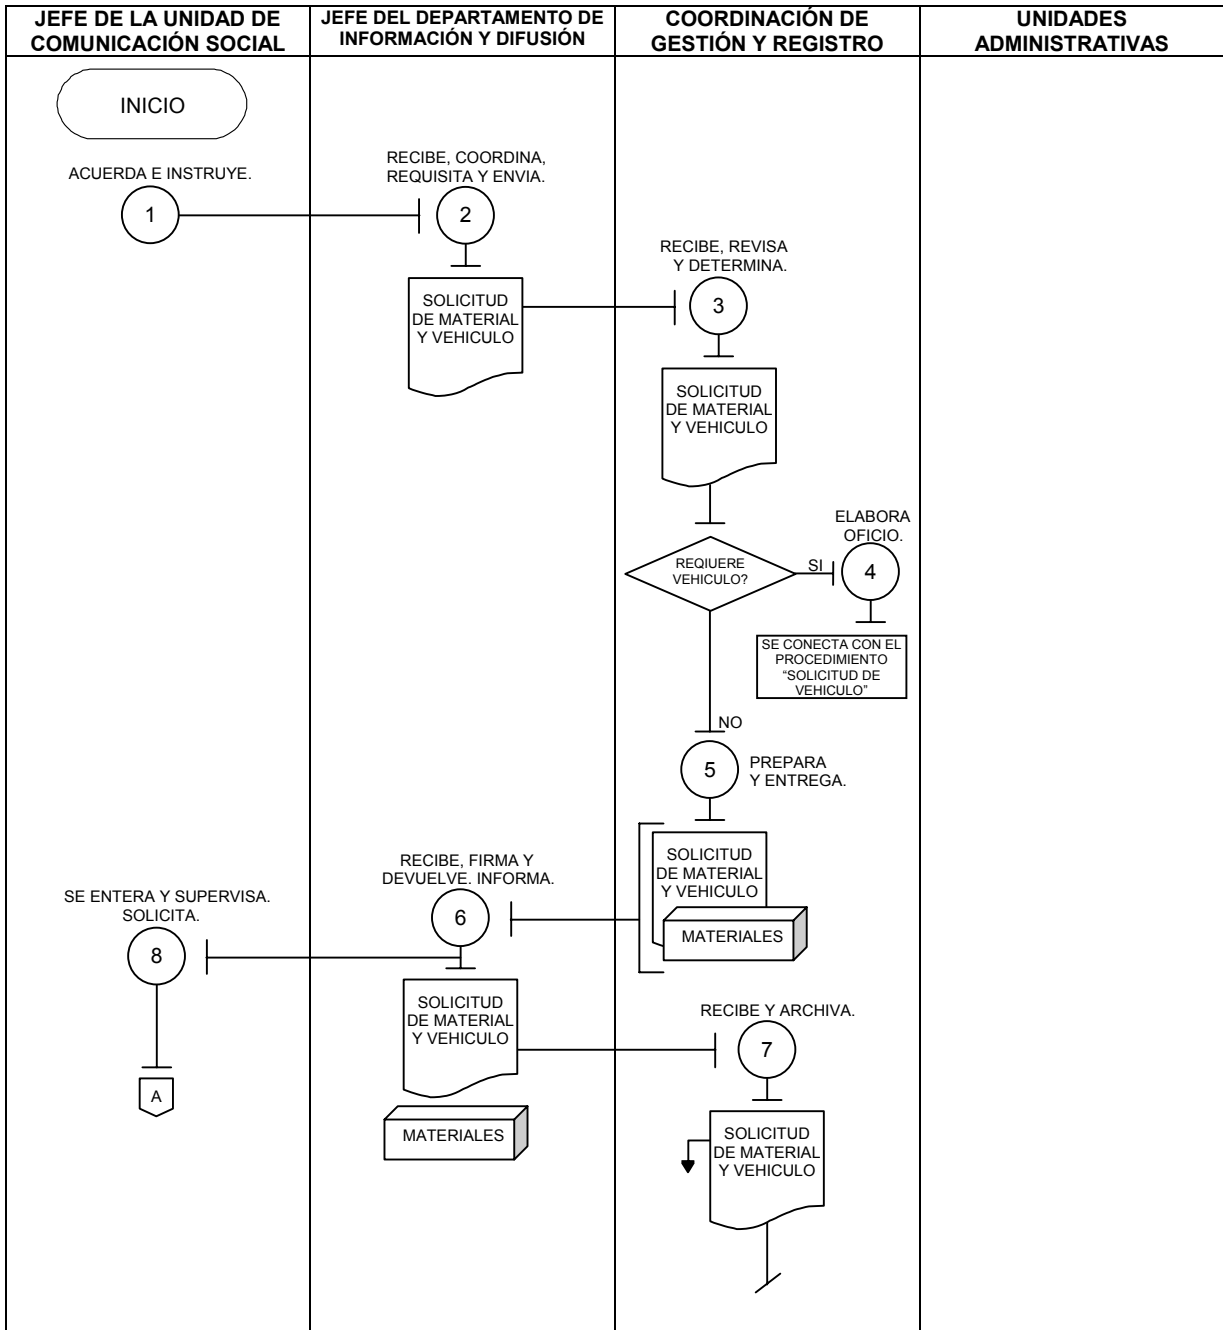 JEFE DE LA UNIDAD DE
COMUNICACIÓN SOCIAL
JEFE DEL DEPARTAMENTO DE
INFORMACIÓN Y DIFUSIÓN
COORDINACIÓN DE
GESTIÓN Y REGISTRO
UNIDADES
ADMINISTRATIVAS
INICIO
ACUERDA E INSTRUYE.
1
RECIBE, COORDINA,
REQUISITA Y ENVIA.
2
SOLICITUD
DE MATERIAL
Y VEHICULO
RECIBE, REVISA
Y DETERMINA.
3
SOLICITUD
DE MATERIAL
Y VEHICULO
REQIUERE
VEHICULO?
SI
ELABORA
OFICIO.
4
SE CONECTA CON EL
PROCEDIMIENTO
“SOLICITUD DE
VEHICULO”
NO
5
PREPARA
Y ENTREGA.
SOLICITUD
DE MATERIAL
Y VEHICULO
MATERIALES
RECIBE, FIRMA Y
DEVUELVE. INFORMA.
6
SOLICITUD
DE MATERIAL
Y VEHICULO
MATERIALES
RECIBE Y ARCHIVA.
7
SOLICITUD
DE MATERIAL
Y VEHICULO
SE ENTERA Y SUPERVISA.
SOLICITA.
8
A